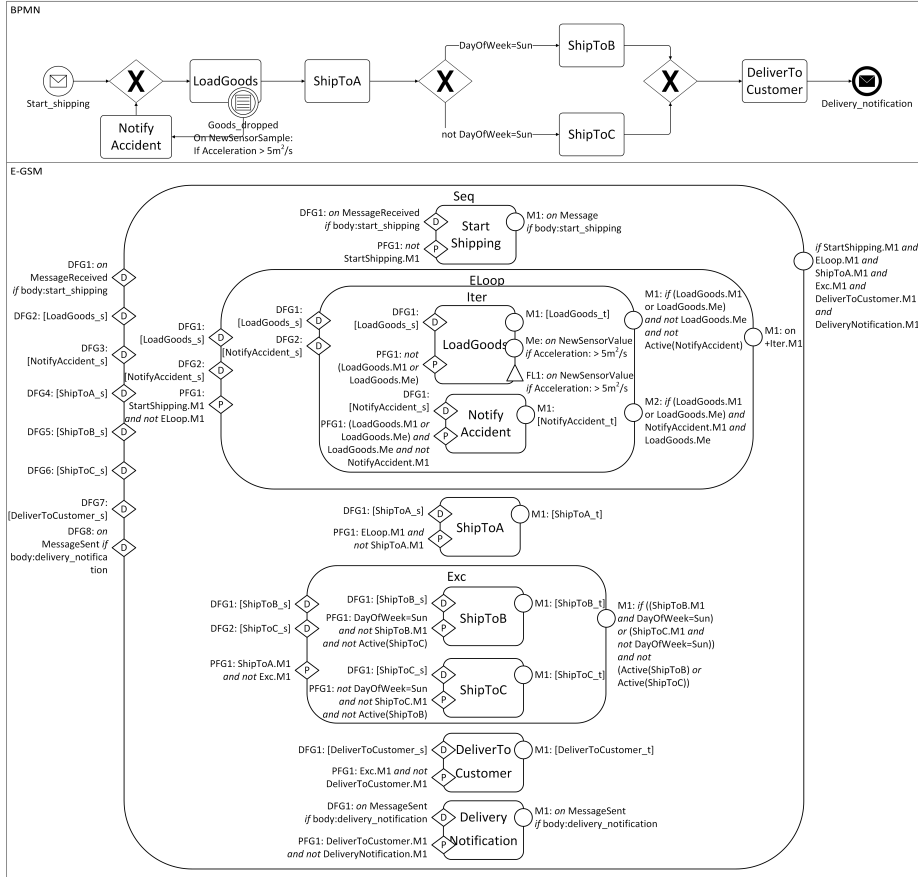 BPMN
Start_shipping
X
LoadGoods
Goods_dropped
On NewSensorSample:
If Acceleration > 5m²/s
Notify
Accident
ShipToA
X
DayOfWeek=Sun
ShipToB
not DayOfWeek=Sun
ShipToC
X
DeliverTo
Customer
Delivery_notification
E-GSM
Seq
DFG1: on
MessageReceived
if body:start_shipping
D
DFG2: [LoadGoods_s]
D
DFG3:
[NotifyAccident_s]
D
DFG4: [ShipToA_s]
D
DFG5: [ShipToB_s]
D
DFG6: [ShipToC_s]
D
DFG7:
[DeliverToCustomer_s]
D
DFG8: on
MessageSent if
body:delivery_notifica
tion
D
if StartShipping.M1 and
ELoop.M1 and
ShipToA.M1 and
Exc.M1 and
DeliverToCustomer.M1
and
DeliveryNotification.M1
DFG1: on MessageReceived
if body:start_shipping
D
PFG1: not
StartShipping.M1
P
Start
Shipping
M1: on Message
if body:start_shipping
ELoop
DFG1:
[LoadGoods_s]
D
DFG2:
[NotifyAccident_s]
D
PFG1:
StartShipping.M1
and not ELoop.M1
P
M1: on
+Iter.M1
Iter
DFG1:
[LoadGoods_s]
D
DFG2:
[NotifyAccident_s]
D
M1: if (LoadGoods.M1
or LoadGoods.Me)
and not LoadGoods.Me
and not
Active(NotifyAccident)
M2: if (LoadGoods.M1
or LoadGoods.Me) and
NotifyAccident.M1 and
LoadGoods.Me
DFG1:
[LoadGoods_s]
D
PFG1: not
(LoadGoods.M1 or
LoadGoods.Me)
P
LoadGoods
M1: [LoadGoods_t]
Me: on NewSensorValue
if Acceleration: > 5m²/s
FL1: on NewSensorValue
if Acceleration: > 5m²/s
DFG1:
[NotifyAccident_s]
D
PFG1: (LoadGoods.M1 or
LoadGoods.Me) and
LoadGoods.Me and not
NotifyAccident.M1
P
Notify
Accident
M1:
[NotifyAccident_t]
DFG1: [ShipToA_s]
D
PFG1: ELoop.M1 and
not ShipToA.M1
P
ShipToA
M1: [ShipToA_t]
Exc
DFG1: [ShipToB_s]
D
DFG2: [ShipToC_s]
D
PFG1: ShipToA.M1
and not Exc.M1
P
DFG1: [ShipToB_s]
D
PFG1: DayOfWeek=Sun
and not ShipToB.M1
and not Active(ShipToC)
P
ShipToB
M1: [ShipToB_t]
DFG1: [ShipToC_s]
D
PFG1: not DayOfWeek=Sun
and not ShipToC.M1
and not Active(ShipToB)
P
ShipToC
M1: [ShipToC_t]
M1: if ((ShipToB.M1
and DayOfWeek=Sun)
or (ShipToC.M1 and
not DayOfWeek=Sun))
and not
(Active(ShipToB) or
Active(ShipToC))
DFG1: [DeliverToCustomer_s]
D
PFG1: Exc.M1 and not
DeliverToCustomer.M1
P
DeliverTo
Customer
M1: [DeliverToCustomer_t]
DFG1: on MessageSent
if body:delivery_notification
D
PFG1: DeliverToCustomer.M1
and not DeliveryNotification.M1
P
Delivery
Notification
M1: on MessageSent
if body:delivery_notification